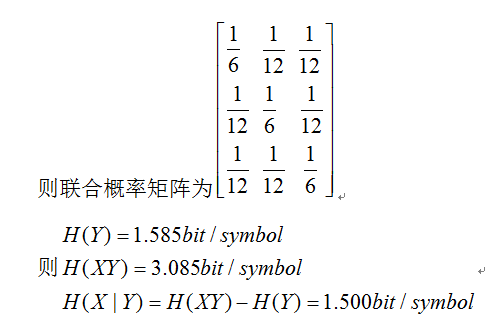 则联合概率矩阵为[1/6 1/12 1/12
1/12 1/6 1/12
1/12 1/12 1/6]
H(Y) = 1.585bit / symbol
则 H(XY) = 3.085bit / symbol
H(X | Y) = H(XY) − H(Y) = 1.500bit / symbol